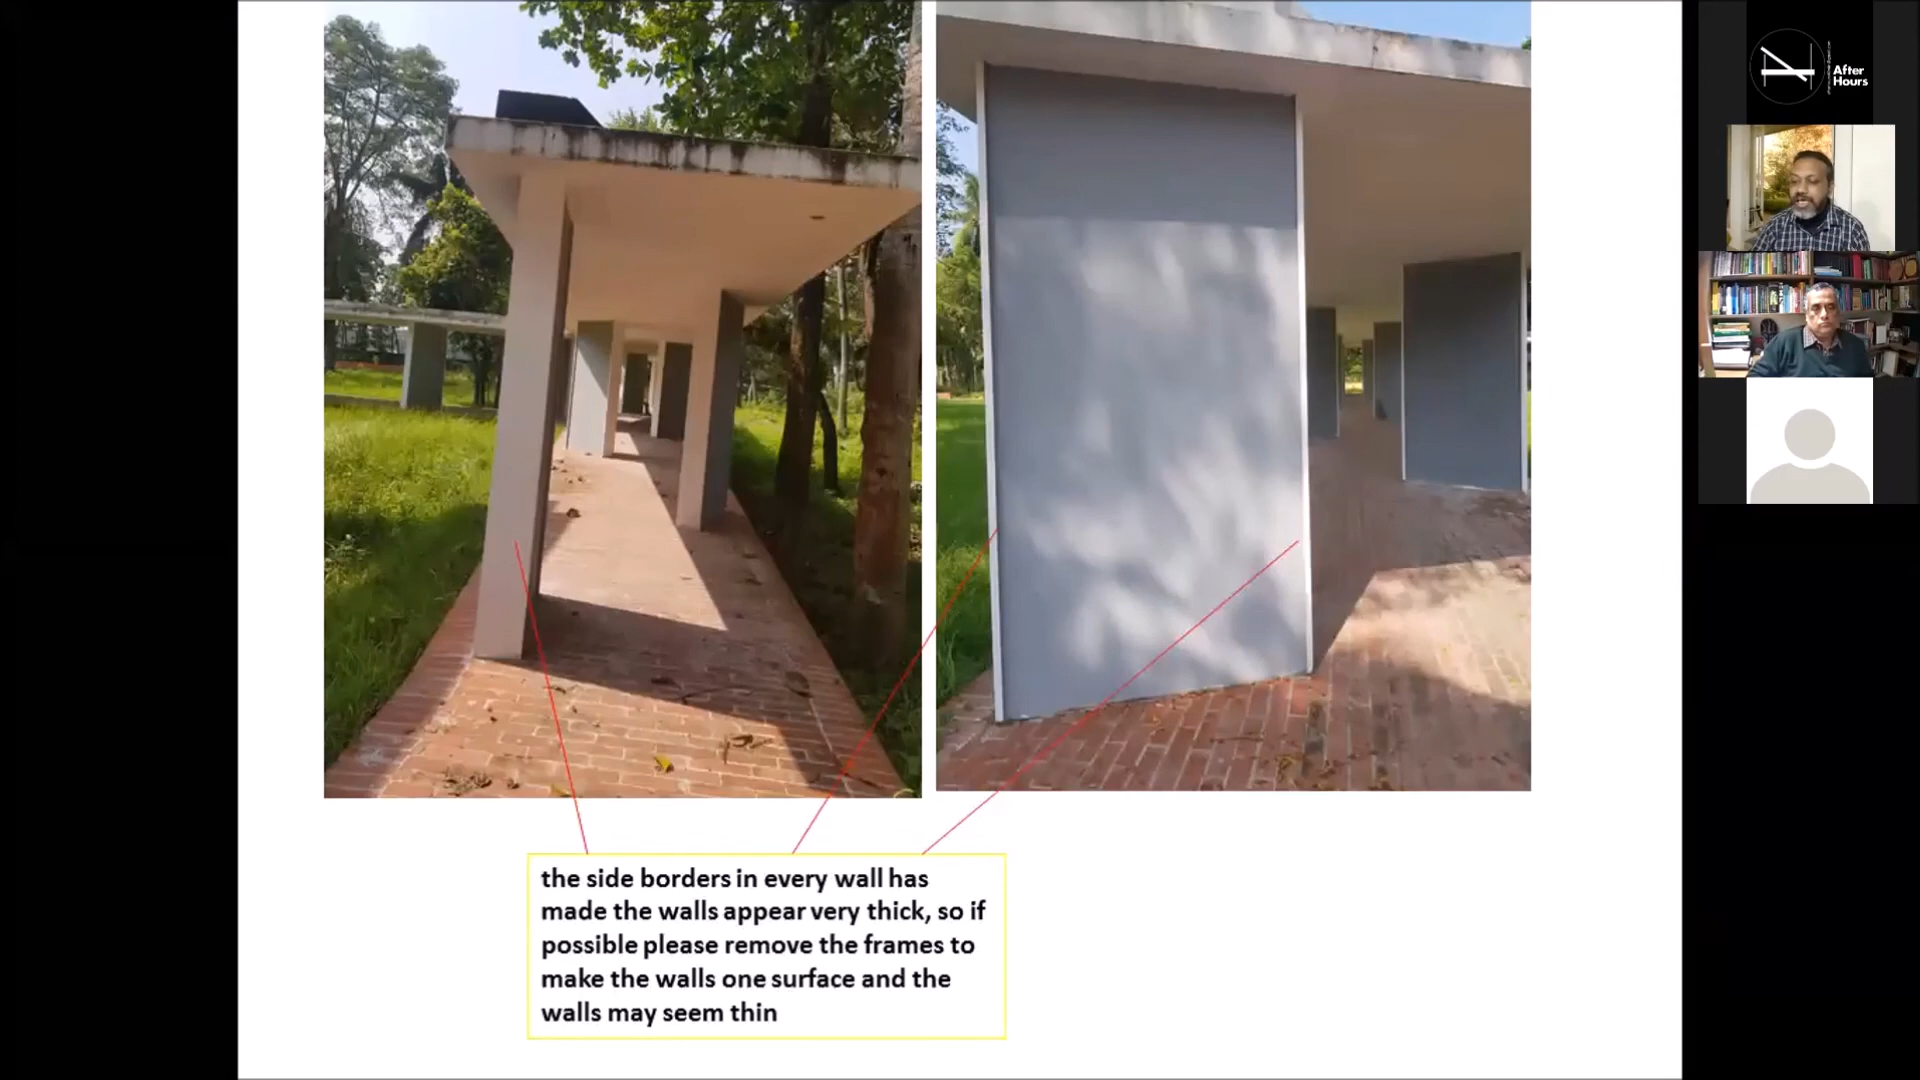 After
Hours
the side borders in every wall has
made the walls appear very thick, so if
possible please remove the frames to
make the walls one surface and the
walls may seem thin